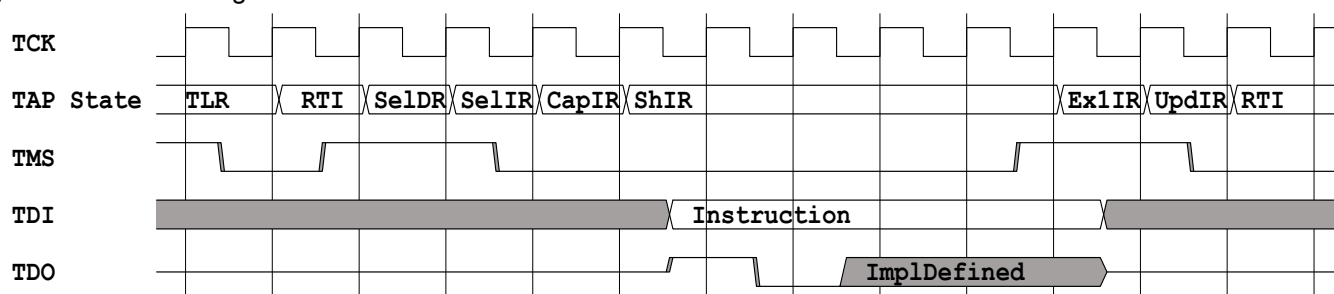 TCK
TAP State TLR RTI SelDR SelIR CapIR ShIR Ex1IR UpdIR RTI
TMS
TDI Instruction
TDO ImplDefined